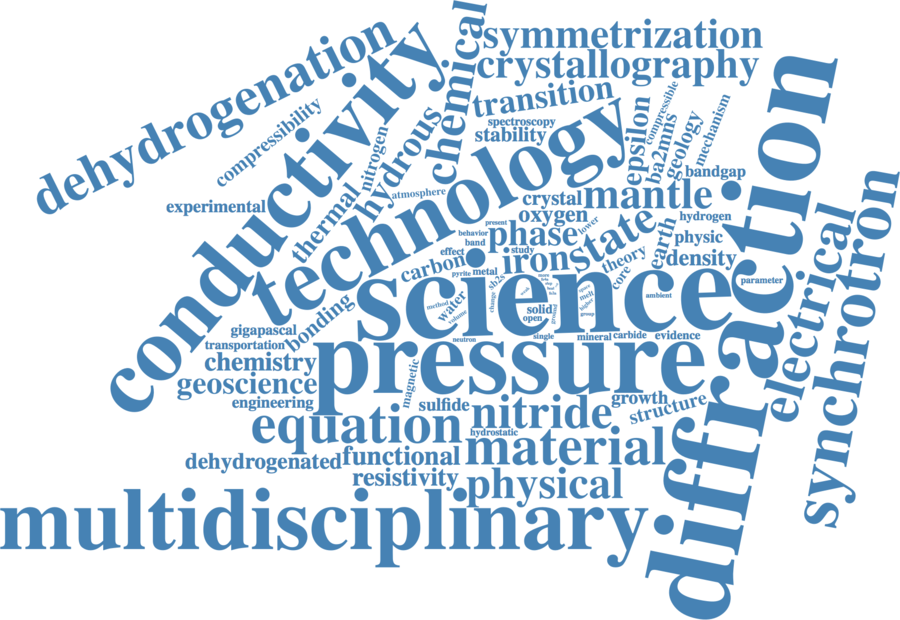 dehydrogenation
conductivity
chemical
symmetrization
crystallography
transition
spectroscopy
stability
compressibility
nitrogen
hydrous
technology
epsilon
compressible
ba2mns
geology
mechanism
bandgap
diffraction
atmosphere
experimental
thermal
crystal
mantle
oxygen
hydrogen
present
behavior
phase
lower
state
earth
physic
synchrotron
band
effect
study
iron
theory
density
electrical
carbon
pyrite
metal
sb2s
core
science
parameter
ambient
water
method
volume
change
melt
higher
group
solid
open
ground
bonding
gigapascal
transportation
neutron
single
mineral
carbide
evidence
chemistry
pressure
geoscience
magnetic
engineering
sulfide
nitride
growth
structure
equation
hydrostatic
dehydrogenated
functional
material
resistivity
physical
multidisciplinary